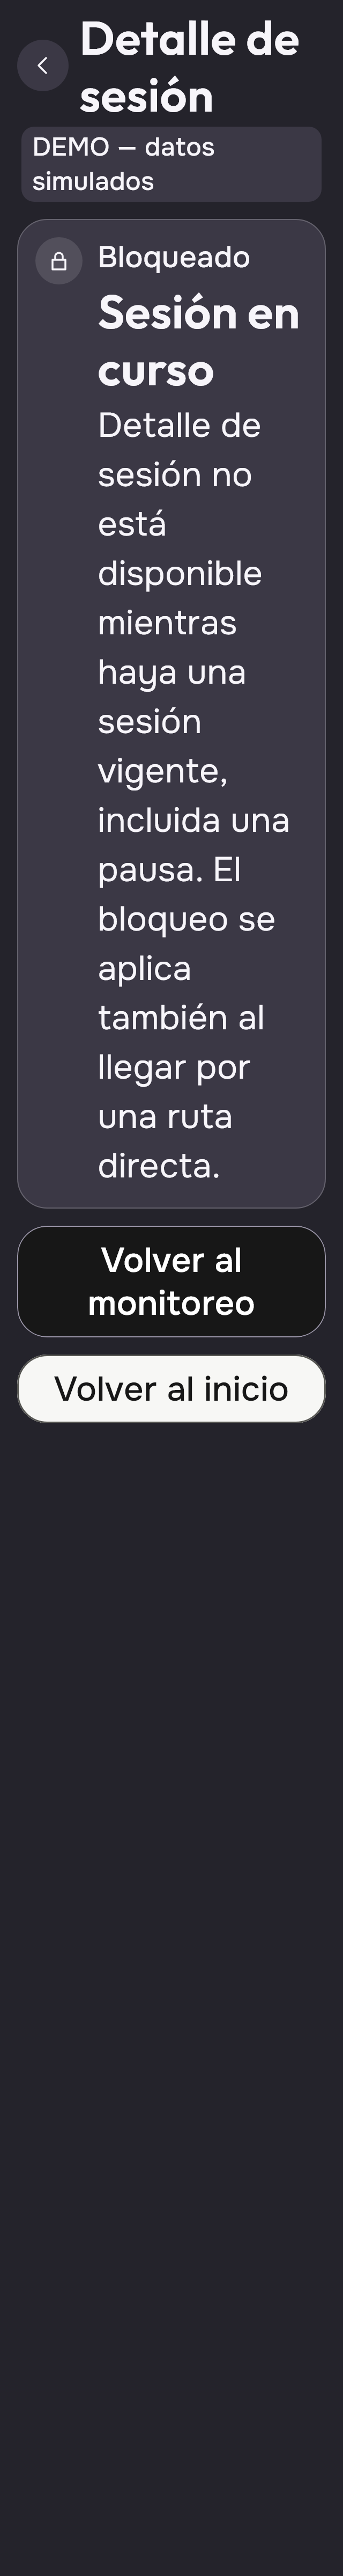 Detalle de
sesión
DEMO — datos
simulados
Bloqueado
Sesión en
curso
Detalle de
sesión no
está
disponible
mientras
haya una
sesión
vigente,
incluida una
pausa. El
bloqueo se
aplica
también al
llegar por
una ruta
directa.
Volver al
monitoreo
Volver al inicio